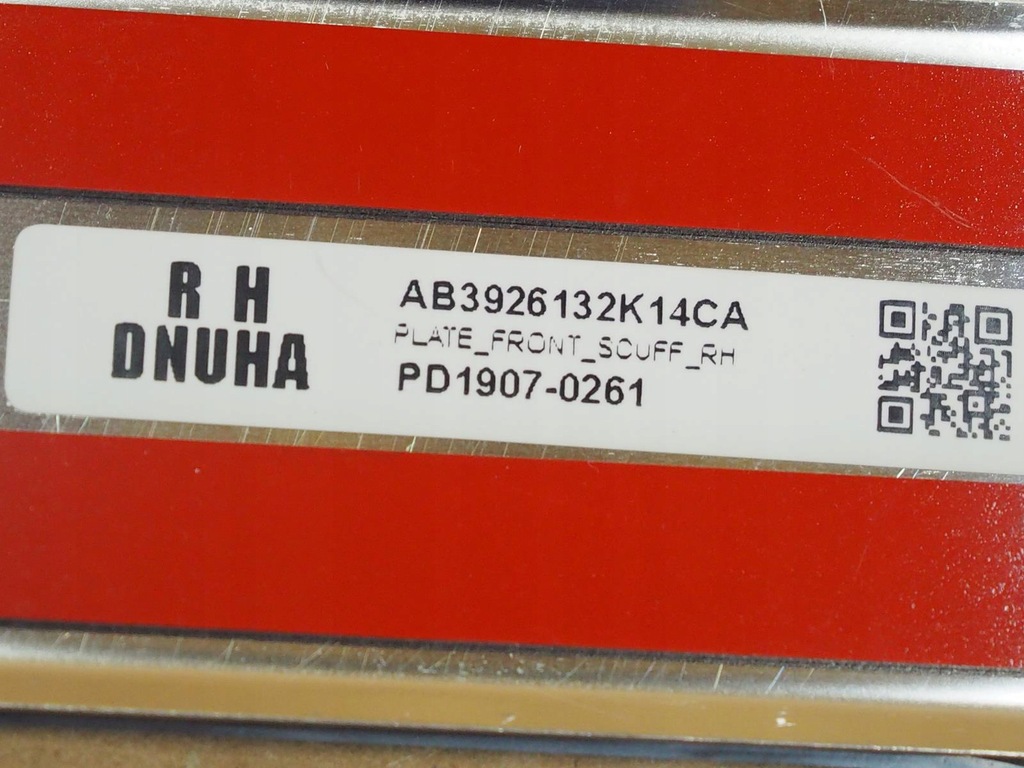 R H
DNUHA
AB3926132K14CA
PLATE_FRONT_SCUFF_RH
PD1907-0261